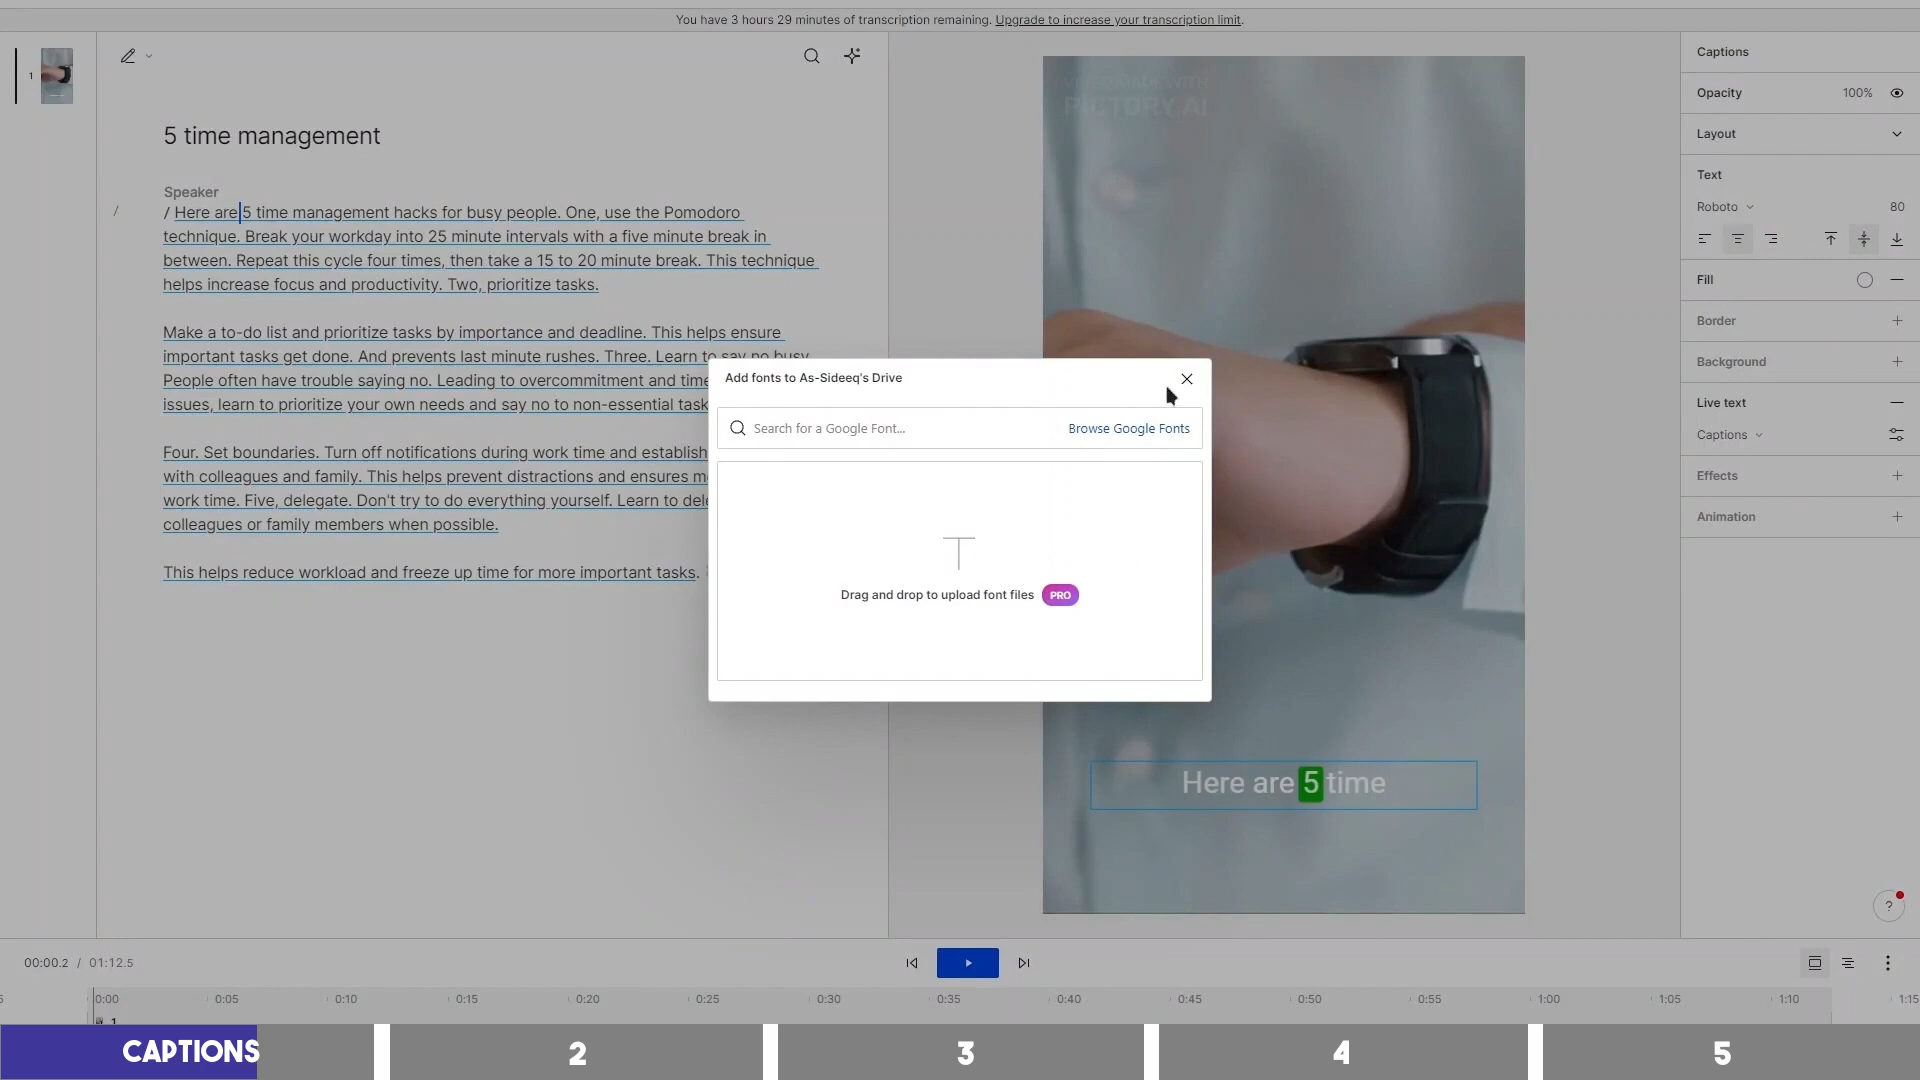 You have 3 hours 29 minutes of transcription remaining. Upgrade to increase your transcription limit.
1
5 time management
Speaker
/
/ Here are 5 time management hacks for busy people. One, use the Pomodoro
technique. Break your workday into 25 minute intervals with a five minute break in
between. Repeat this cycle four times, then take a 15 to 20 minute break. This technique
helps increase focus and productivity. Two, prioritize tasks.
Make a to-do list and prioritize tasks by importance and deadline. This helps ensure
important tasks get done. And prevents last minute rushes. Three. Learn to say no busy
People often have trouble saying no. Leading to overcommitment and time
issues, learn to prioritize your own needs and say no to non-essential task
Four. Set boundaries. Turn off notifications during work time and establish
with colleagues and family. This helps prevent distractions and ensures m
work time. Five, delegate. Don't try to do everything yourself. Learn to dele
colleagues or family members when possible.
This helps reduce workload and freeze up time for more important tasks.
Add fonts to As-Sideeq's Drive
Search for a Google Font...
Browse Google Fonts
T
Drag and drop to upload font files PRO
PICTORY.AI
Here are 5 time
Captions
Opacity 100%
Layout
Text
Roboto 80
Fill
Border
Background
Live text
Captions
Effects
Animation
?
00:00.2 / 01:12.5
0:00 0:05 0:10 0:15 0:20 0:25 0:30 0:35 0:40 0:45 0:50 0:55 1:00 1:05 1:10 1:15
1
CAPTIONS 2 3 4 5